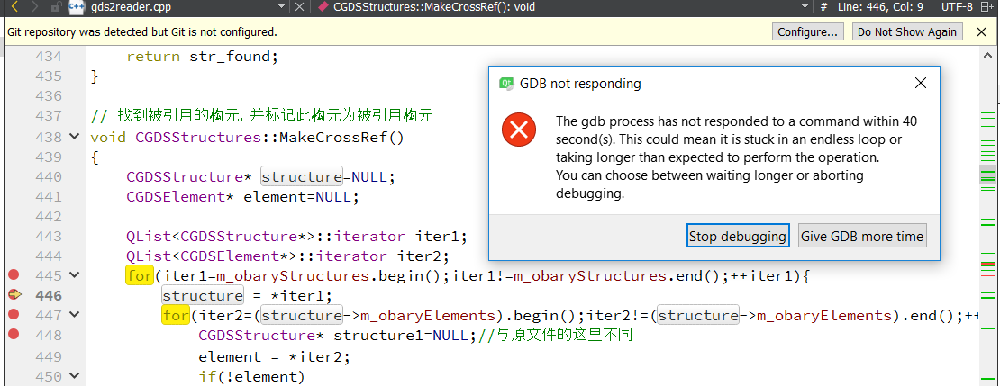 gds2reader.cpp
CGDSStructures::MakeCrossRef(): void
# Line: 446, Col: 9
UTF-8
Git repository was detected but Git is not configured.
Configure...
Do Not Show Again
434 return str_found;
435 }
436
437 // 找到被引用的构元, 并标记此构元为被引用构元
438 void CGDSStructures::MakeCrossRef()
439 {
440 CGDSStructure* structure=NULL;
441 CGDSElement* element=NULL;
442
443 QList<CGDSStructure*>::iterator iter1;
444 QList<CGDSElement*>::iterator iter2;
445 for(iter1=m_obaryStructures.begin();iter1!=m_obaryStructures.end();++iter1){
446 structure = *iter1;
447 for(iter2=(structure->m_obaryElements).begin();iter2!=(structure->m_obaryElements).end();++
448 CGDSStructure* structure1=NULL;//与原文件的这里不同
449 element = *iter2;
450 if(!element)
GDB not responding
The gdb process has not responded to a command within 40
second(s). This could mean it is stuck in an endless loop or
taking longer than expected to perform the operation.
You can choose between waiting longer or aborting
debugging.
Stop debugging
Give GDB more time